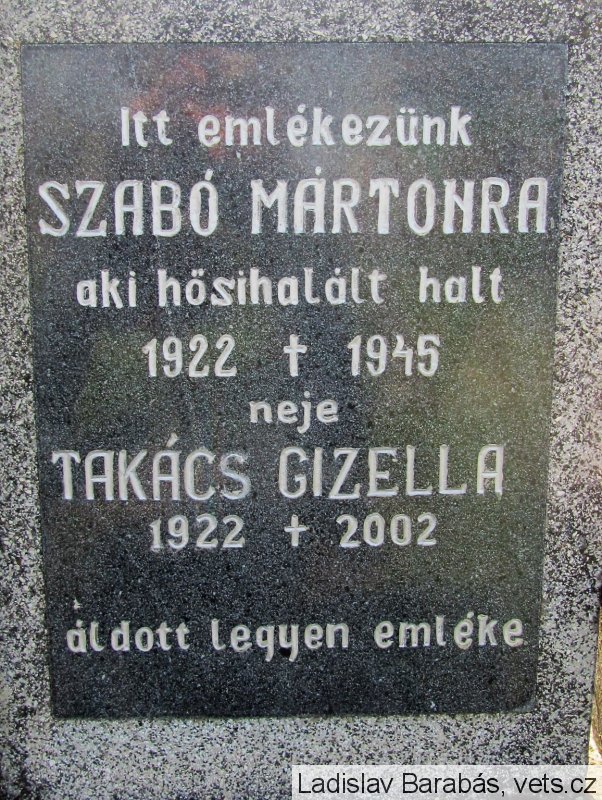 Itt emlékezünk
SZABÓ MÁRTONRA
aki hősihalált halt
1922 † 1945
neje
TAKÁCS GIZELLA
1922 † 2002
áldott legyen emléke
Ladislav Barabás, vets.cz